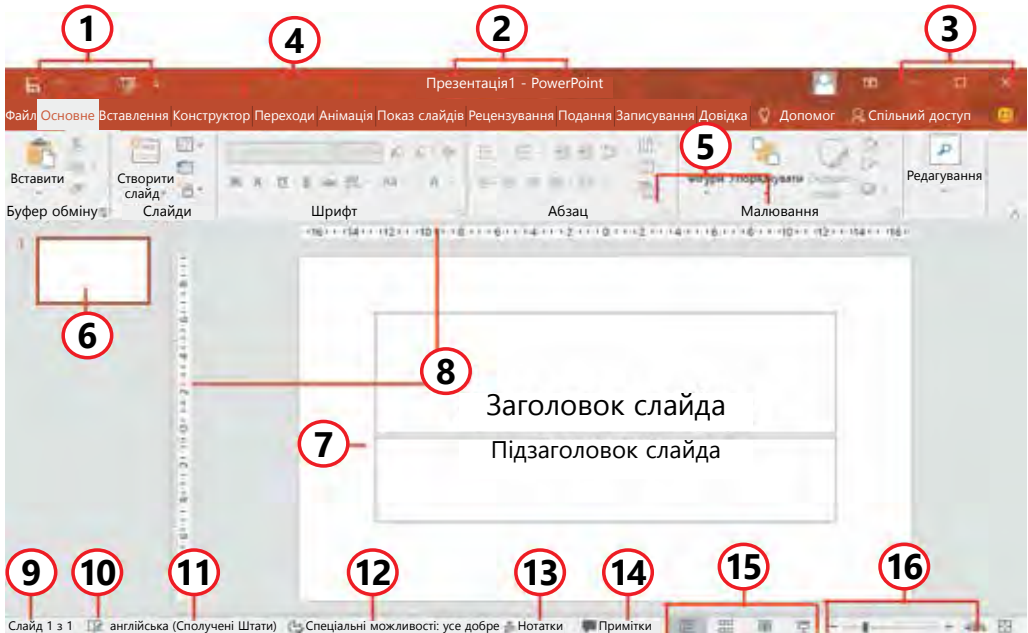 1 4 2 3
Презентація1 - PowerPoint
Файл Основне Вставлення Конструктор Переходи Анімація Показ слайдів Рецензування Подання Записування Довідка Допомог Спільний доступ
5
Вставити Створити Фігури Упорядкувати Редагування
слайд
Буфер обміну Слайди Шрифт Абзац Малювання
1
6
8
Заголовок слайда
7
Підзаголовок слайда
9 10 11 12 13 14 15 16
Слайд 1 з 1 англійська (Сполучені Штати) Спеціальні можливості: усе добре Нотатки Примітки